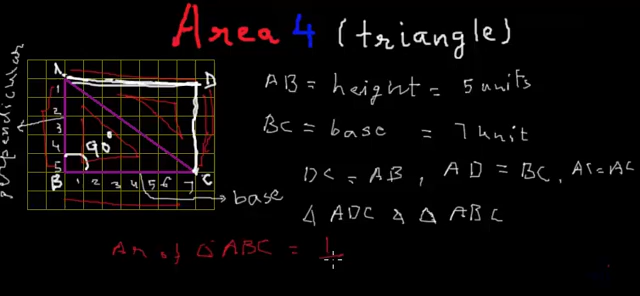 Area 4 (triangle)
A D
1
2
3
4
5
90°
B 1 2 3 4 5 6 7 C
perpendicular
base
AB = height = 5 units
BC = base = 7 unit
DC = AB, AD = BC, AC = AC
Δ ADC Δ ABC
Ar of Δ ABC = 1